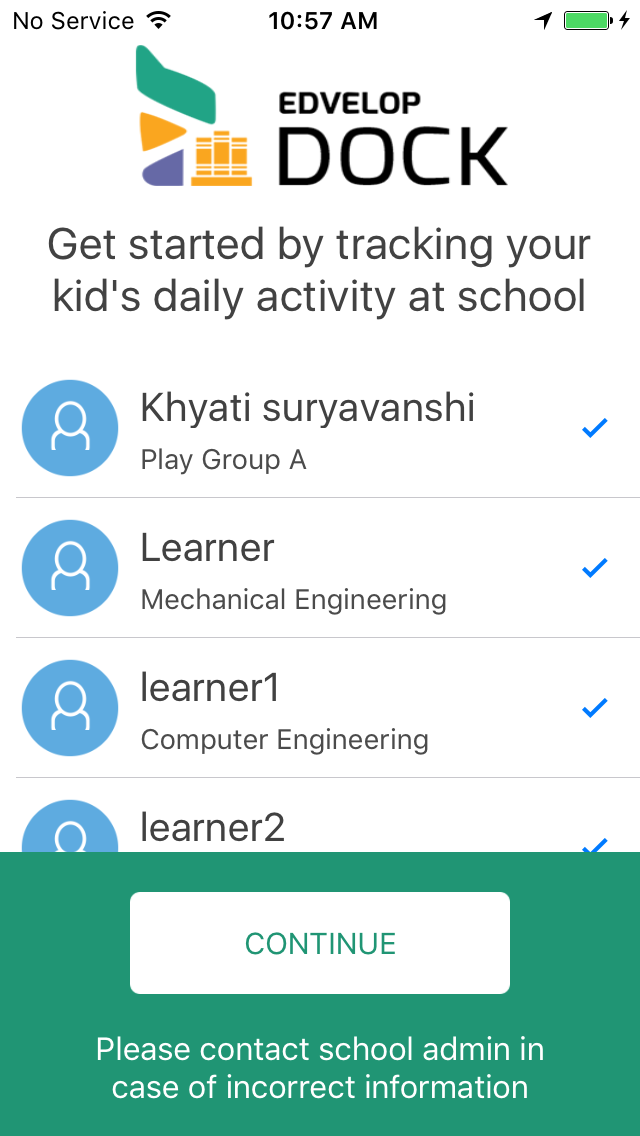 No Service 10:57 AM
EDVELOP
DOCK
Get started by tracking your
kid's daily activity at school
Khyati suryavanshi
Play Group A
Learner
Mechanical Engineering
learner1
Computer Engineering
learner2
CONTINUE
Please contact school admin in
case of incorrect information